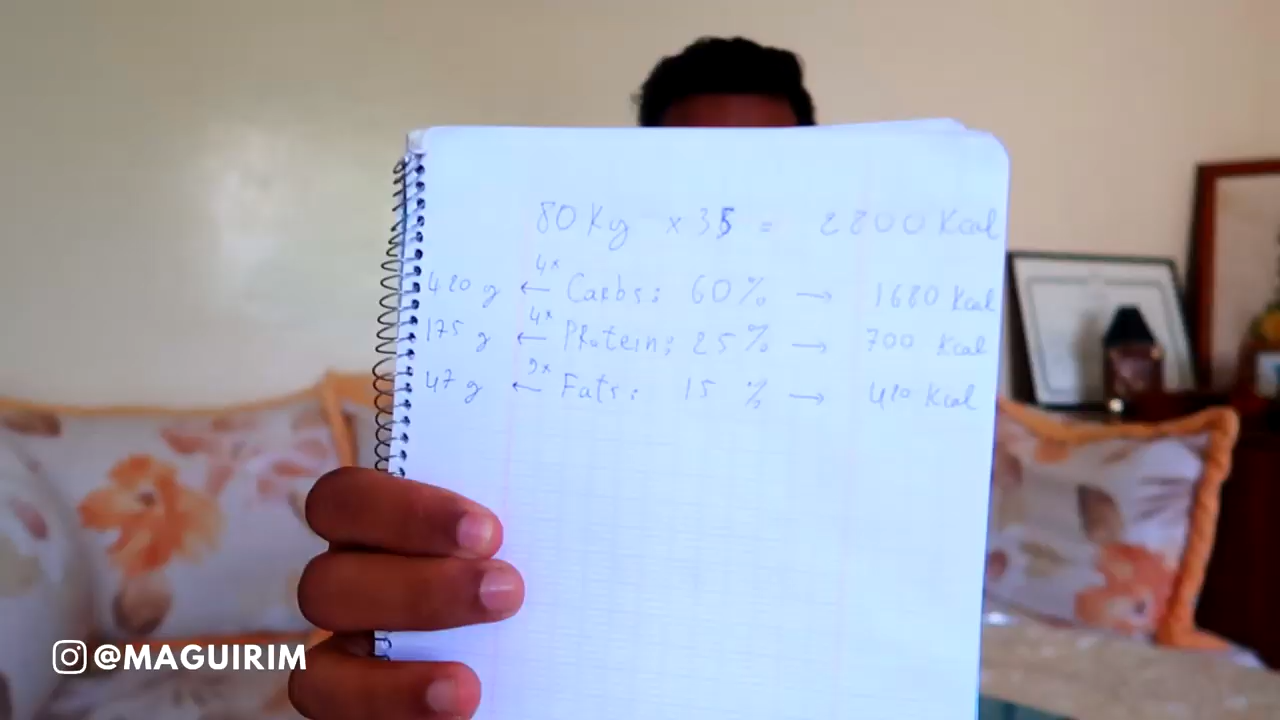 80 Kg x 35 = 2800 Kcal
420 g ← 4x Carbs: 60 % → 1680 Kcal
175 g ← 4x Protein: 25 % → 700 Kcal
47 g ← 9x Fats: 15 % → 420 Kcal
@MAGUIRIM